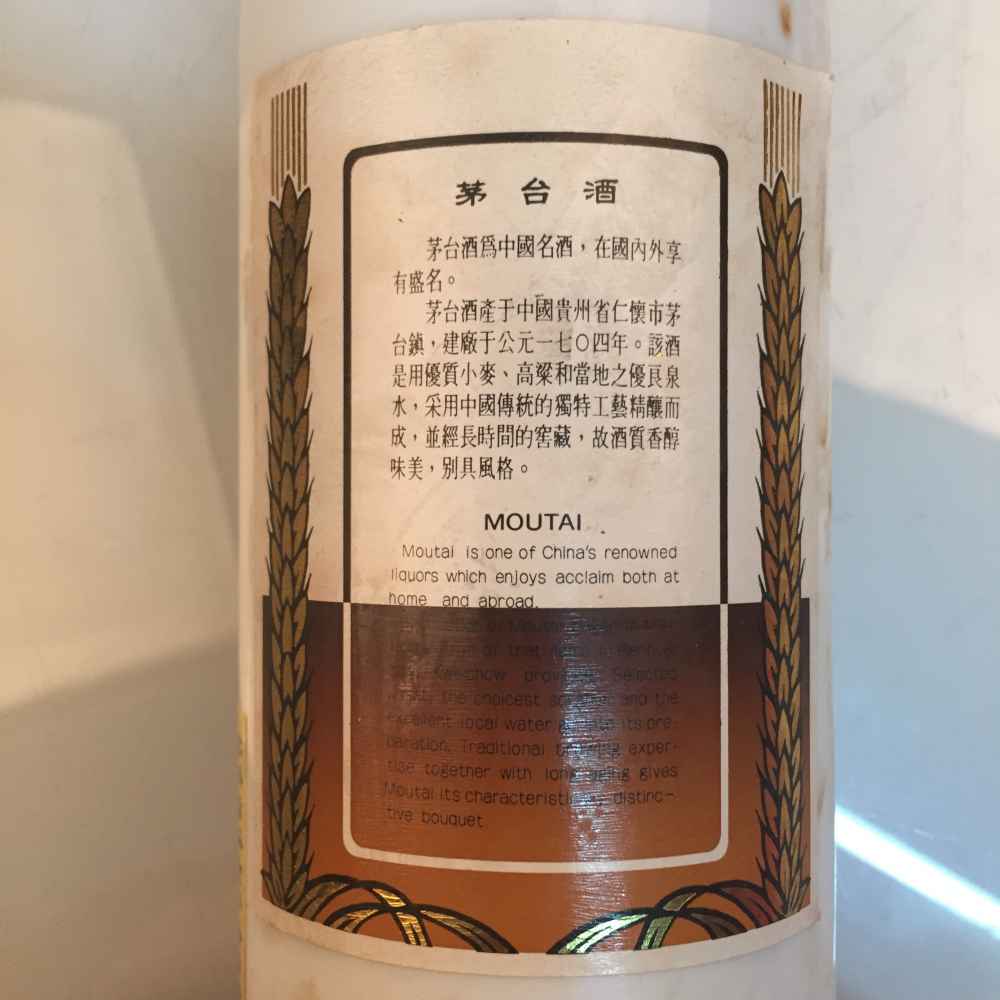 茅台酒
茅台酒爲中國名酒，在國內外享
有盛名。
茅台酒產于中國貴州省仁懷市茅
台鎮，建廠于公元一七〇四年。該酒
是用優質小麥、高粱和當地之優良泉
水，采用中國傳統的獨特工藝精釀而
成，並經長時間的窖藏，故酒質香醇
味美，別具風格。
MOUTAI
Moutai is one of China's renowned
liquors which enjoys acclaim both at
home and abroad.
of that
Selected
the choicest and the
excellent local water its pre-
paration. Traditional exper-
tise together with long aging gives
Moutai its characteristic distinc-
tive bouquet